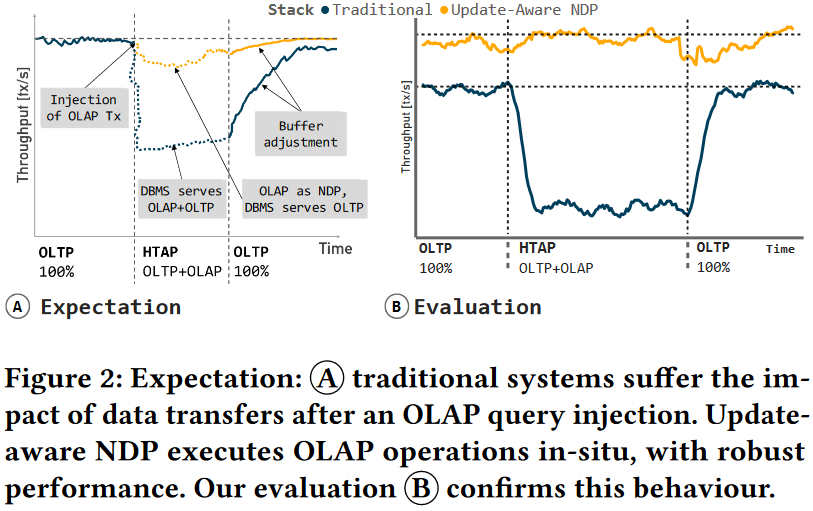 Stack Traditional Update-Aware NDP
Throughput [tx/s]
Injection
of OLAP Tx
Buffer
adjustment
DBMS serves
OLAP+OLTP
OLAP as NDP,
DBMS serves OLTP
OLTP
100%
HTAP
OLTP+OLAP
OLTP
100%
Time
A Expectation
Throughput [tx/s]
OLTP
100%
HTAP
OLTP+OLAP
OLTP
100%
Time
B Evaluation
Figure 2: Expectation: A traditional systems suffer the im-
pact of data transfers after an OLAP query injection. Update-
aware NDP executes OLAP operations in-situ, with robust
performance. Our evaluation B confirms this behaviour.